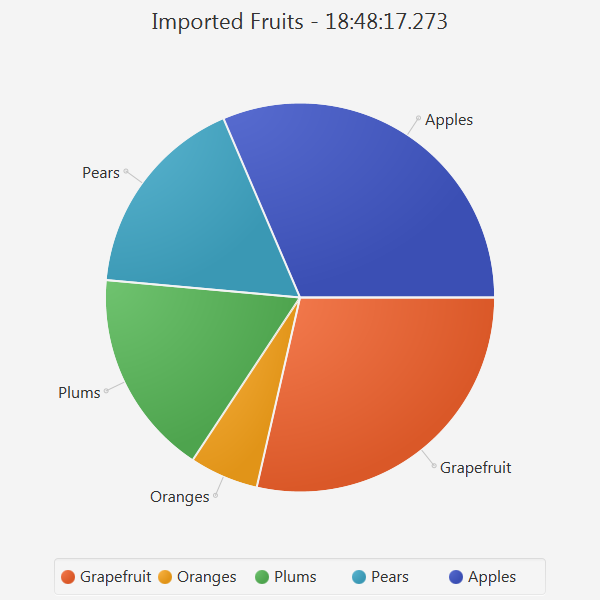 Imported Fruits - 18:48:17.273
Apples
Pears
Plums
Grapefruit
Oranges
Grapefruit Oranges Plums Pears Apples